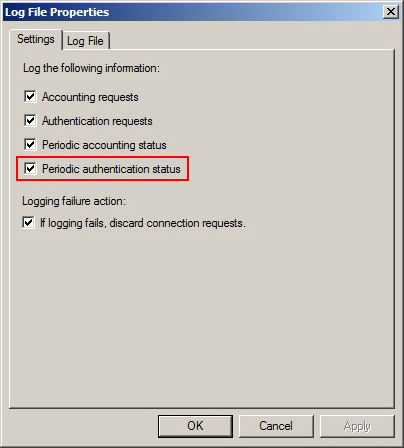 Log File Properties
Settings
Log File
Log the following information:
Accounting requests
Authentication requests
Periodic accounting status
Periodic authentication status
Logging failure action:
If logging fails, discard connection requests.
OK
Cancel
Apply